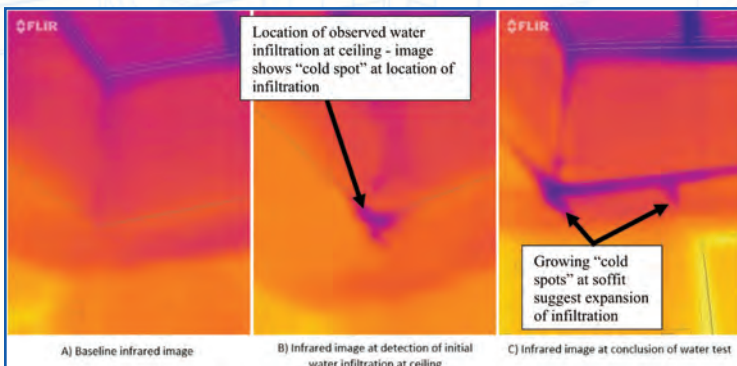 FLIR
Location of observed water
infiltration at ceiling - image
shows “cold spot” at location of
infiltration
FLIR
Growing “cold
spots” at soffit
suggest expansion
of infiltration
A) Baseline infrared image
B) Infrared image at detection of initial
water infiltration at ceiling
C) Infrared image at conclusion of water test